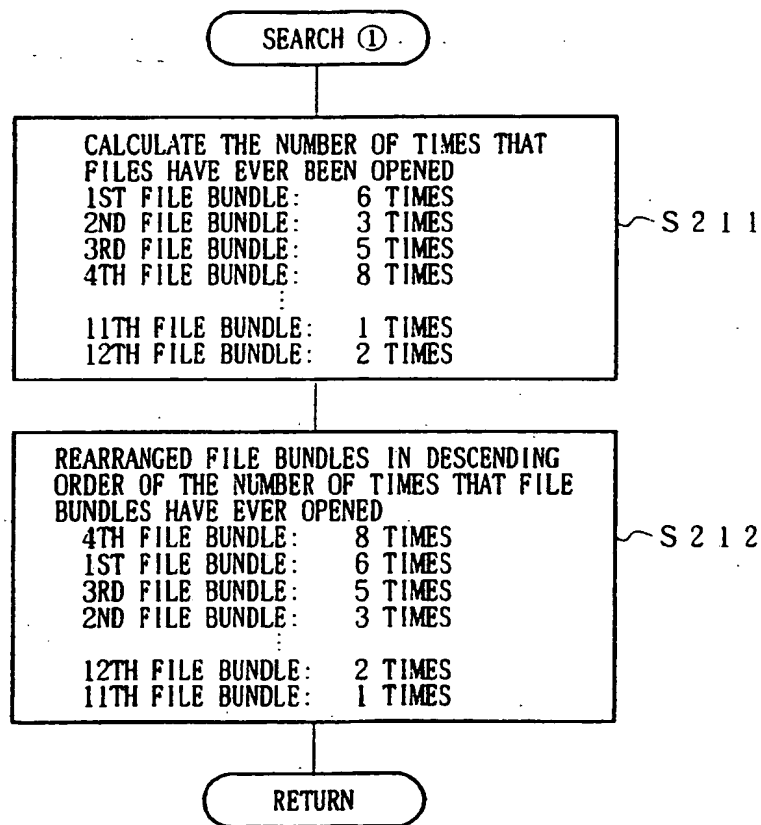 SEARCH ①
CALCULATE THE NUMBER OF TIMES THAT
FILES HAVE EVER BEEN OPENED
1ST FILE BUNDLE: 6 TIMES
2ND FILE BUNDLE: 3 TIMES
3RD FILE BUNDLE: 5 TIMES
4TH FILE BUNDLE: 8 TIMES
⋮
11TH FILE BUNDLE: 1 TIMES
12TH FILE BUNDLE: 2 TIMES
S211
REARRANGED FILE BUNDLES IN DESCENDING
ORDER OF THE NUMBER OF TIMES THAT FILE
BUNDLES HAVE EVER OPENED
4TH FILE BUNDLE: 8 TIMES
1ST FILE BUNDLE: 6 TIMES
3RD FILE BUNDLE: 5 TIMES
2ND FILE BUNDLE: 3 TIMES
⋮
12TH FILE BUNDLE: 2 TIMES
11TH FILE BUNDLE: 1 TIMES
S212
RETURN